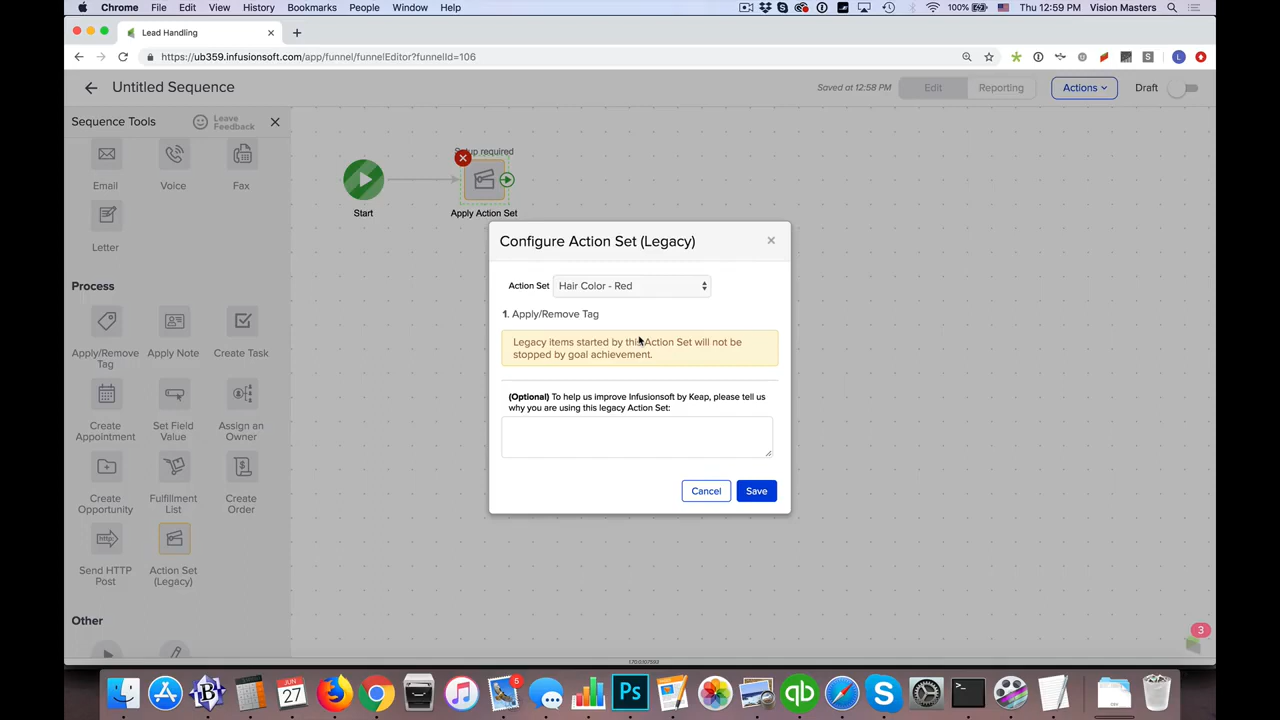 Chrome File Edit View History Bookmarks People Window Help
100% Thu 12:59 PM Vision Masters
Lead Handling
https://ub359.infusionsoft.com/app/funnel/funnelEditor?funnelId=106
Untitled Sequence
Saved at 12:58 PM
Edit
Reporting
Actions
Draft
Sequence Tools
Leave
Feedback
Email
Voice
Fax
Letter
Process
Apply/Remove
Tag
Apply Note
Create Task
Create
Appointment
Set Field
Value
Assign an
Owner
Create
Opportunity
Fulfillment
List
Create
Order
http:
Send HTTP
Post
Action Set
(Legacy)
Other
Start
required
Apply Action Set
Configure Action Set (Legacy)
Action Set
Hair Color - Red
1. Apply/Remove Tag
Legacy items started by this Action Set will not be
stopped by goal achievement.
(Optional) To help us improve Infusionsoft by Keap, please tell us
why you are using this legacy Action Set:
Cancel
Save
3
JUN
27
5
Ps
qb